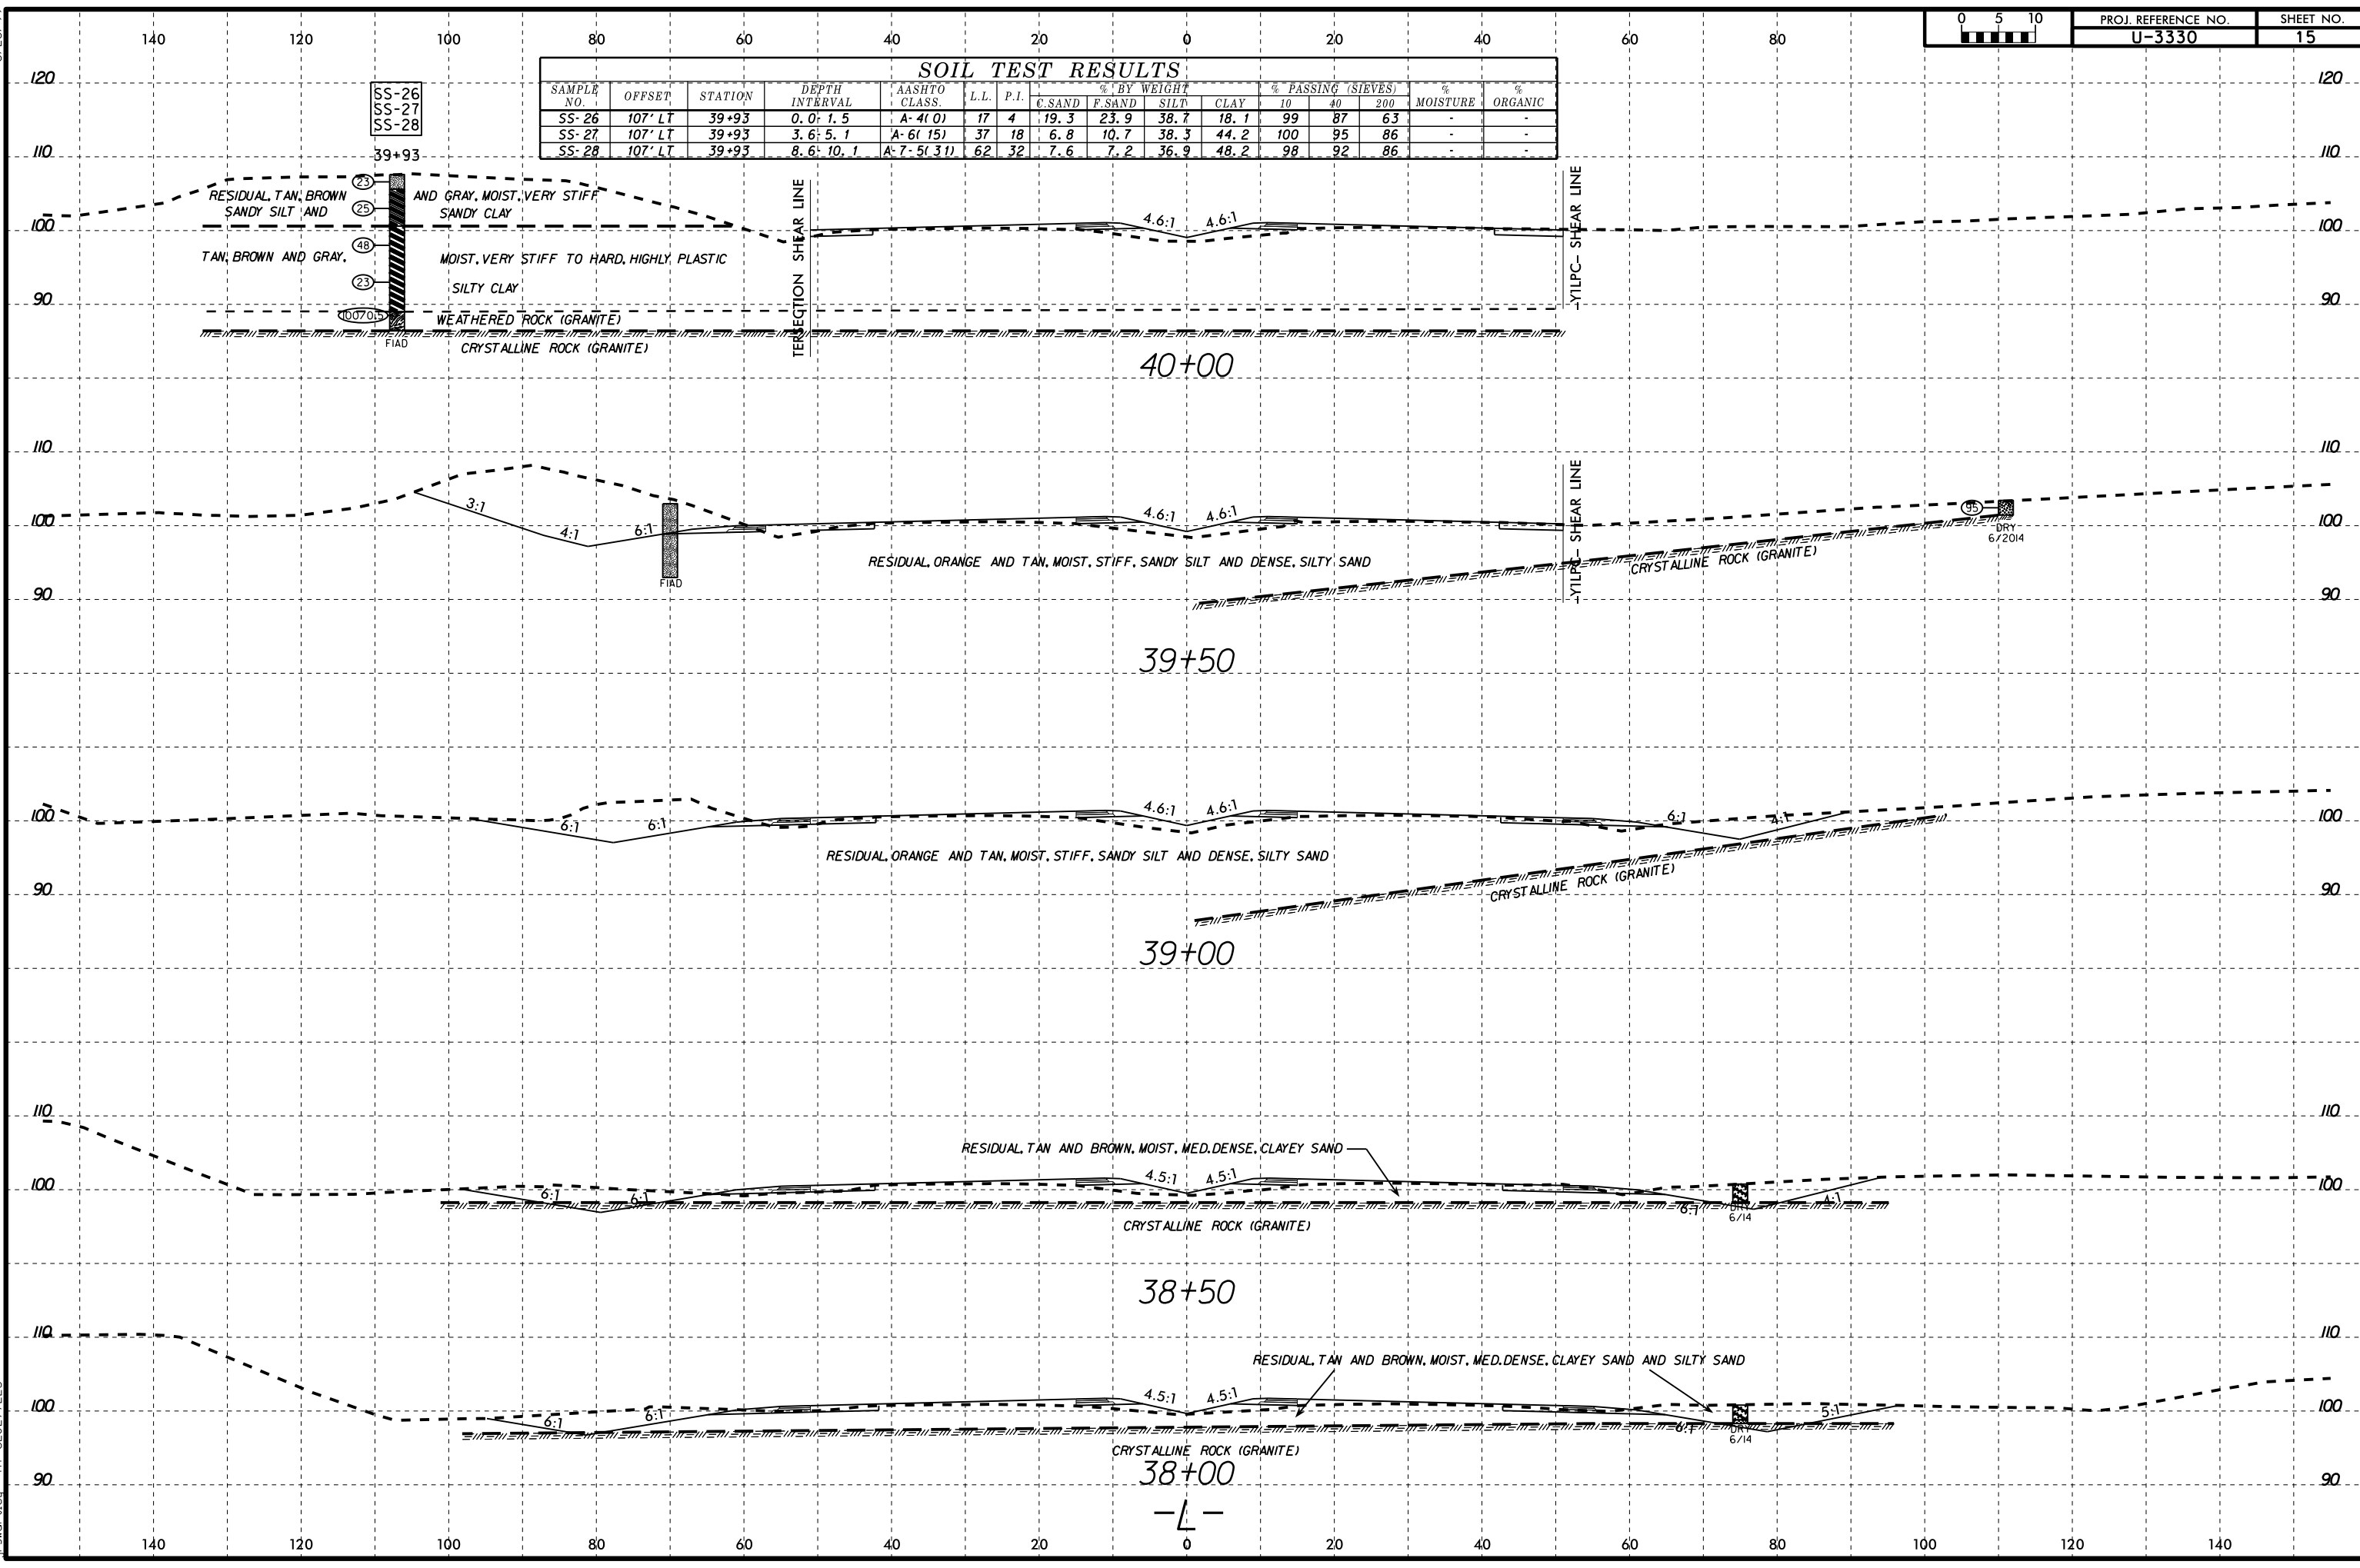 0 5 10
PROJ. REFERENCE NO. SHEET NO.
U-3330 15
140 120 100 80 60 40 20 0 20 40 60 80
SOIL TEST RESULTS
SAMPLE NO. OFFSET STATION DEPTH INTERVAL AASHTO CLASS. L.L. P.I. % BY WEIGHT % PASSING (SIEVES) % MOISTURE % ORGANIC
C.SAND F.SAND SILT CLAY 10 40 200
SS-26 107' LT 39+93 0.0-1.5 A-4(0) 17 4 19.3 23.9 38.7 18.1 99 87 63 - -
SS-27 107' LT 39+93 3.6-5.1 A-6(15) 37 18 6.8 10.7 38.3 44.2 100 95 86 - -
SS-28 107' LT 39+93 8.6-10.1 A-7-5(31) 62 32 7.6 7.2 36.9 48.2 98 92 86 - -
120 120
SS-26
SS-27
SS-28
39+93
110 110
23
RESIDUAL, TAN, BROWN AND GRAY, MOIST, VERY STIFF
SANDY SILT AND 25 SANDY CLAY
100 4.6:1 4.6:1 100
48
TAN, BROWN AND GRAY, MOIST, VERY STIFF TO HARD, HIGHLY PLASTIC
23 SILTY CLAY
90 90
WEATHERED ROCK (GRANITE)
FIAD
CRYSTALLINE ROCK (GRANITE)
TERSECTION SHEAR LINE
-Y1LPC- SHEAR LINE
40+00
110 110
3:1 4:1 6:1 4.6:1 4.6:1
100 100
95
DRY
6/2014
FIAD
RESIDUAL, ORANGE AND TAN, MOIST, STIFF, SANDY SILT AND DENSE, SILTY SAND
CRYSTALLINE ROCK (GRANITE)
-Y1LPC- SHEAR LINE
90 90
39+50
100 6:1 6:1 4.6:1 4.6:1 6:1 4:1 100
RESIDUAL, ORANGE AND TAN, MOIST, STIFF, SANDY SILT AND DENSE, SILTY SAND
CRYSTALLINE ROCK (GRANITE)
90 90
39+00
110 110
RESIDUAL, TAN AND BROWN, MOIST, MED. DENSE, CLAYEY SAND
100 6:1 6:1 4.5:1 4.5:1 6:1 4:1 100
DRY
6/14
CRYSTALLINE ROCK (GRANITE)
38+50
110 110
RESIDUAL, TAN AND BROWN, MOIST, MED. DENSE, CLAYEY SAND AND SILTY SAND
100 6:1 6:1 4.5:1 4.5:1 6:1 5:1 100
DRY
6/14
CRYSTALLINE ROCK (GRANITE)
38+00
90 90
-L-
140 120 100 80 60 40 20 0 20 40 60 80 100 120 140